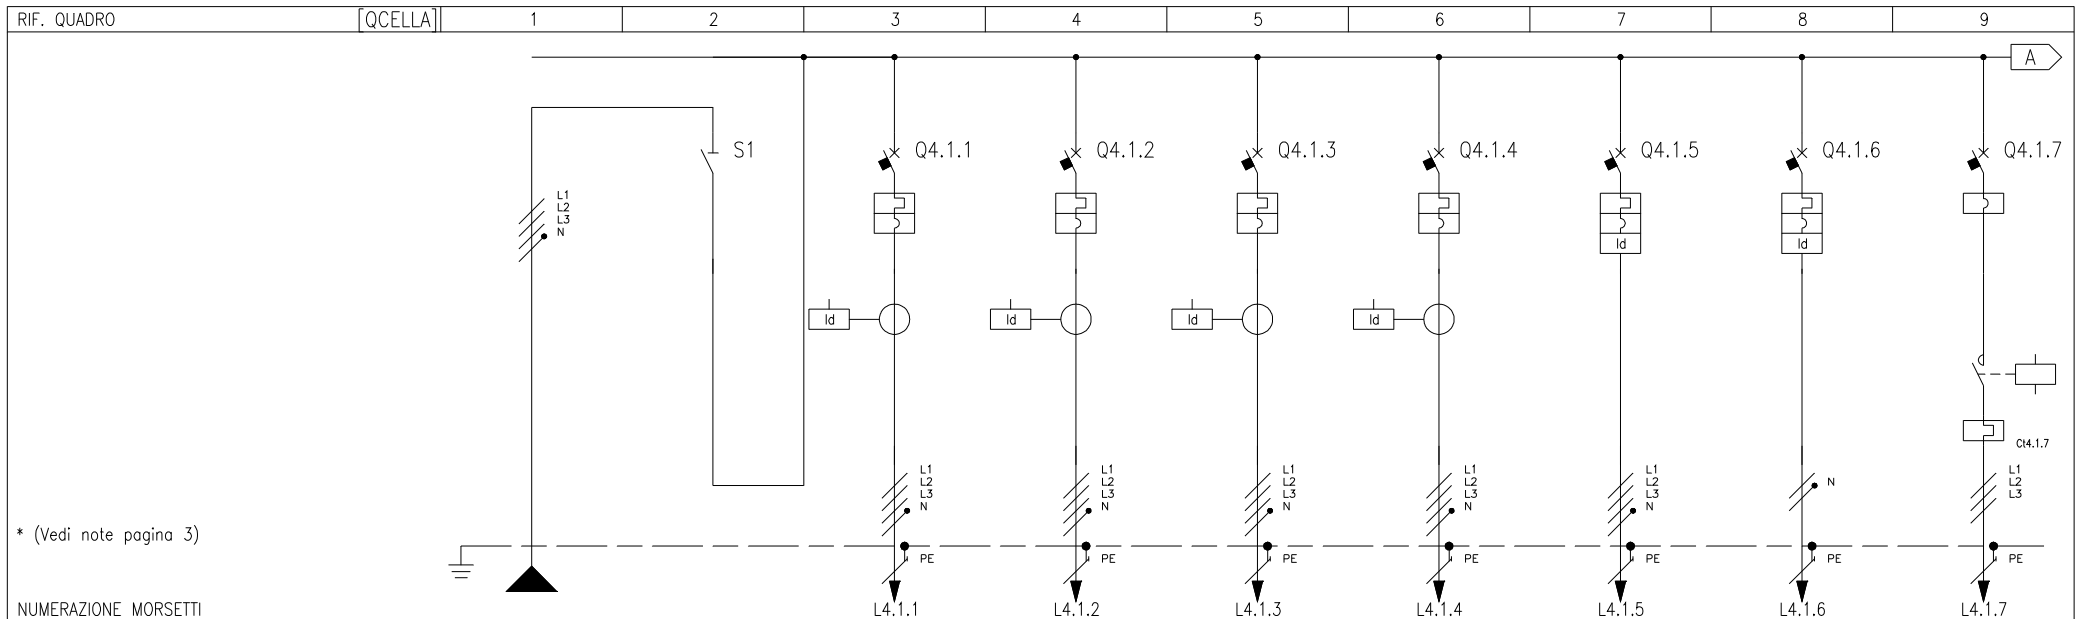 RIF. QUADRO [QCELLA] 1 2 3 4 5 6 7 8 9
A
S1 Q4.1.1 Q4.1.2 Q4.1.3 Q4.1.4 Q4.1.5 Q4.1.6 Q4.1.7
L1
L2
L3
N
Id Id
Id Id Id Id
Ct4.1.7
L1 L1 L1 L1 L1 L1
L2 L2 L2 L2 L2 N L2
L3 L3 L3 L3 L3 L3
N N N N N
* (Vedi note pagina 3)
PE PE PE PE PE PE PE
NUMERAZIONE MORSETTI L4.1.1 L4.1.2 L4.1.3 L4.1.4 L4.1.5 L4.1.6 L4.1.7